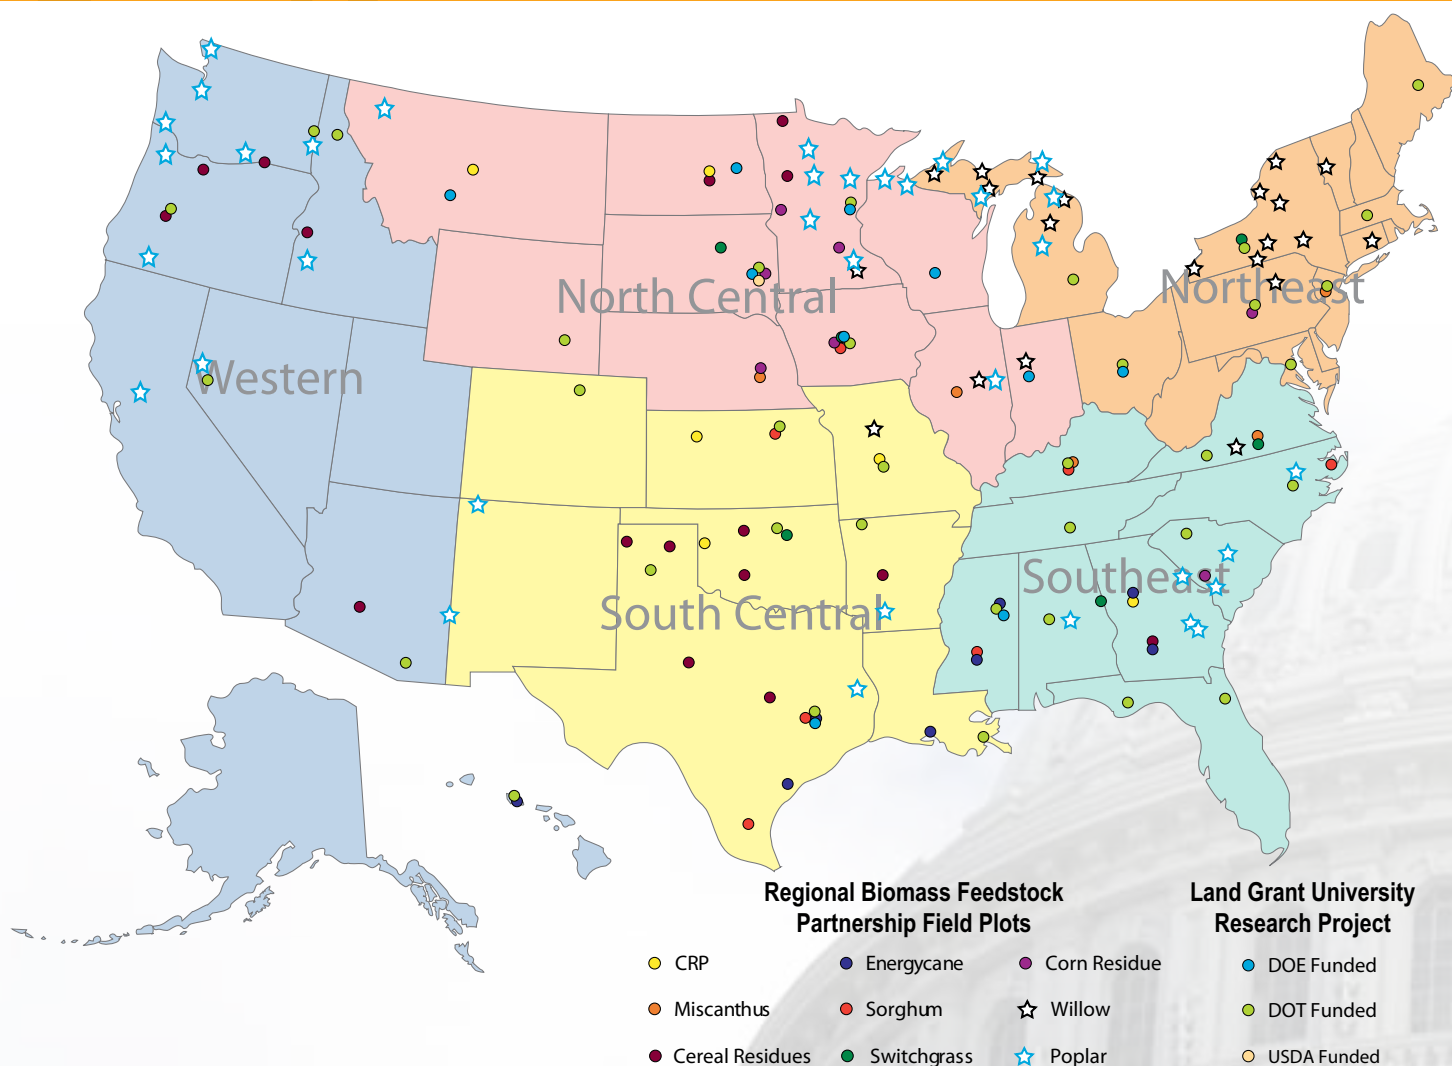 North Central
Northeast
Western
Southeast
South Central
Regional Biomass Feedstock
Partnership Field Plots
Land Grant University
Research Project
CRP
Energycane
Corn Residue
DOE Funded
Miscanthus
Sorghum
Willow
DOT Funded
Cereal Residues
Switchgrass
Poplar
USDA Funded